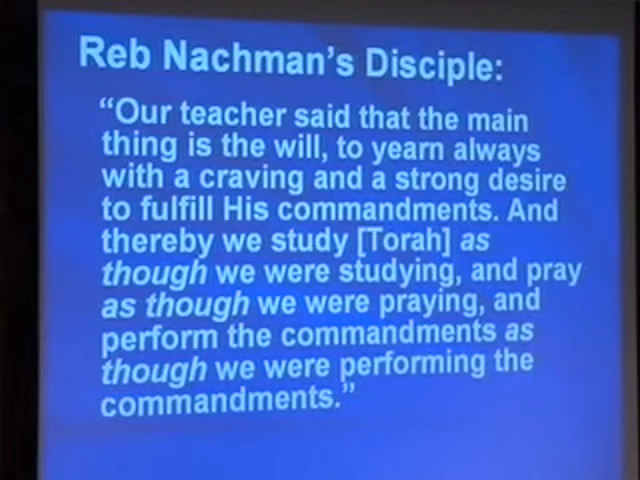 Reb Nachman's Disciple:
“Our teacher said that the main
thing is the will, to yearn always
with a craving and a strong desire
to fulfill His commandments. And
thereby we study [Torah] as
though we were studying, and pray
as though we were praying, and
perform the commandments as
though we were performing the
commandments.”